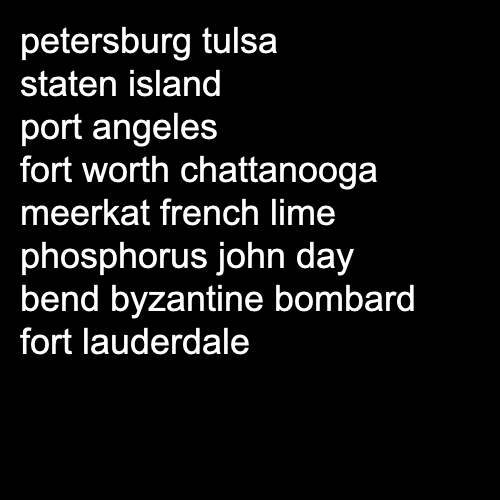 petersburg tulsa
staten island
port angeles
fort worth chattanooga
meerkat french lime
phosphorus john day
bend byzantine bombard
fort lauderdale